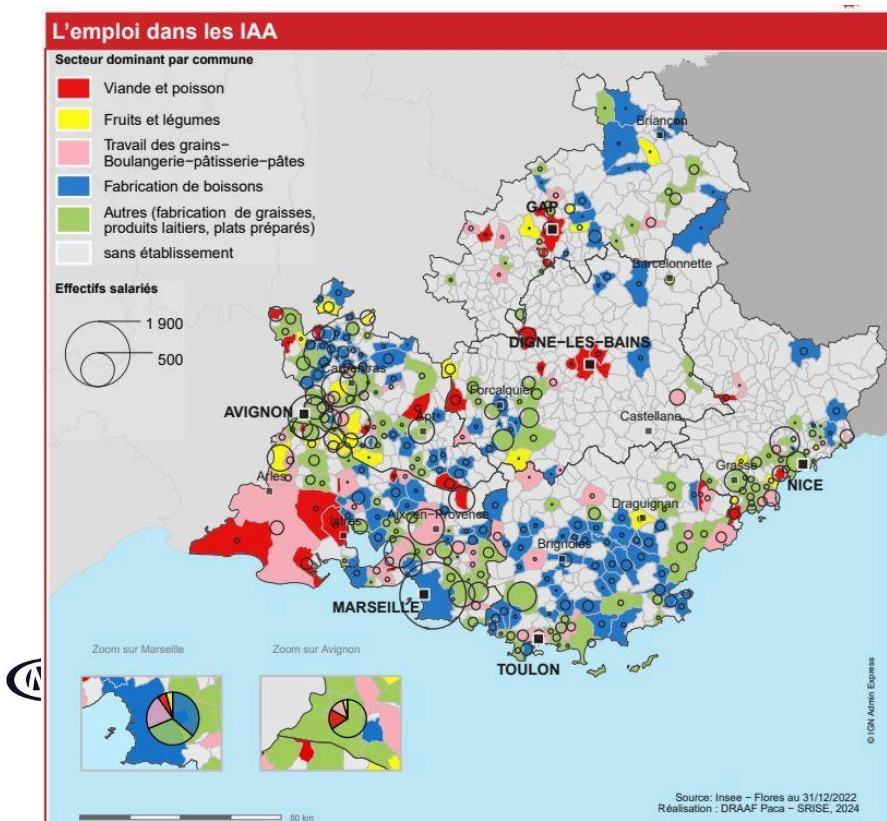 L'emploi dans les IAA
Secteur dominant par commune
Viande et poisson
Fruits et légumes
Travail des grains−
Boulangerie−pâtisserie−pâtes
Fabrication de boissons
Autres (fabrication de graisses,
produits laitiers, plats préparés)
sans établissement
Effectifs salariés
1 900
500
Briançon
GAP
Barcelonnette
DIGNE−LES−BAINS
Carpentras
Forcalquier
AVIGNON
Apt
Castellane
Grasse
NICE
Arles
Istres
Aix−en−Provence
Draguignan
Brignoles
MARSEILLE
TOULON
Zoom sur Marseille
Zoom sur Avignon
© IGN Admin Express
Source: Insee − Flores au 31/12/2022
Réalisation : DRAAF Paca − SRISE, 2024
80 km